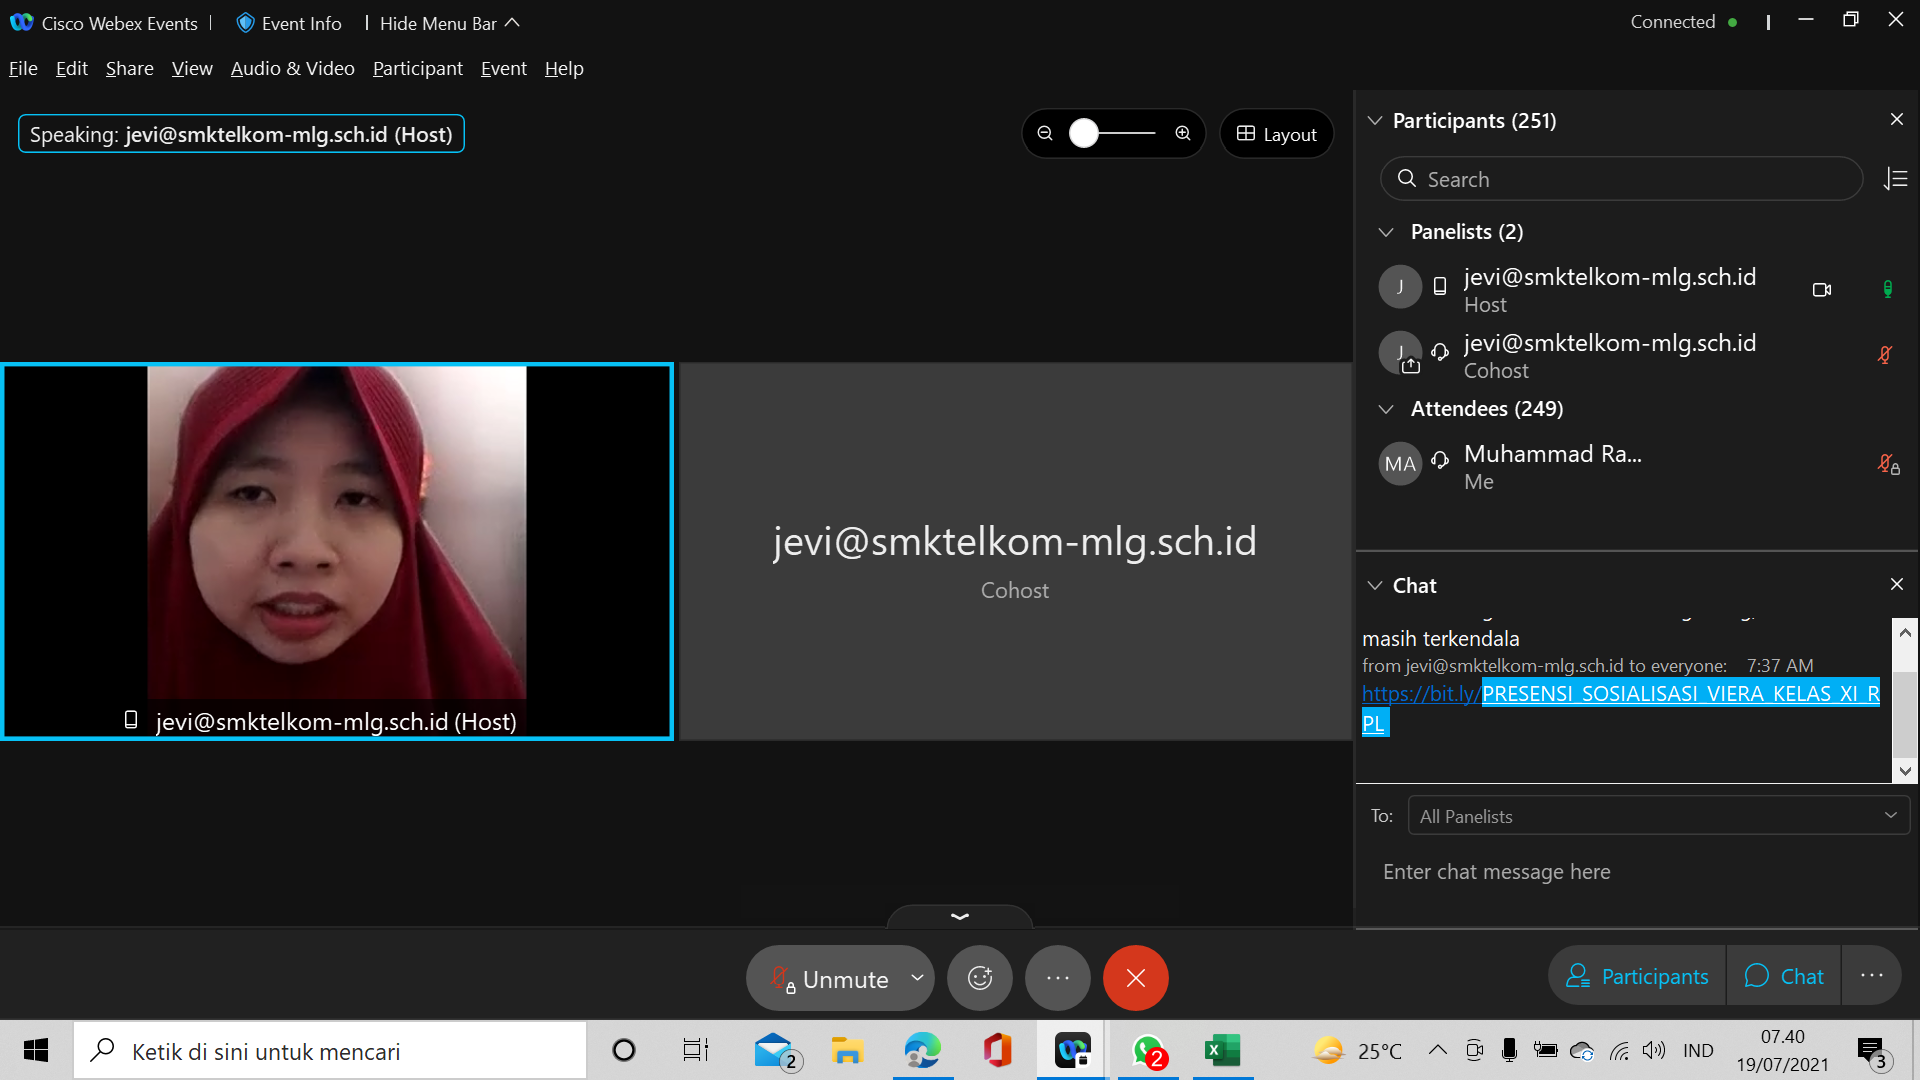 Cisco Webex Events
Event Info
Hide Menu Bar
Connected
File Edit Share View Audio & Video Participant Event Help
Speaking: jevi@smktelkom-mlg.sch.id (Host)
Layout
jevi@smktelkom-mlg.sch.id (Host)
jevi@smktelkom-mlg.sch.id
Cohost
Participants (251)
Search
Panelists (2)
J
jevi@smktelkom-mlg.sch.id
Host
J
jevi@smktelkom-mlg.sch.id
Cohost
Attendees (249)
MA
Muhammad Ra...
Me
Chat
masih terkendala
from jevi@smktelkom-mlg.sch.id to everyone: 7:37 AM
https://bit.ly/PRESENSI_SOSIALISASI_VIERA_KELAS_XI_R
PL
To: All Panelists
Enter chat message here
Unmute
Participants
Chat
Ketik di sini untuk mencari
2
2
25°C
IND
07.40
19/07/2021
3